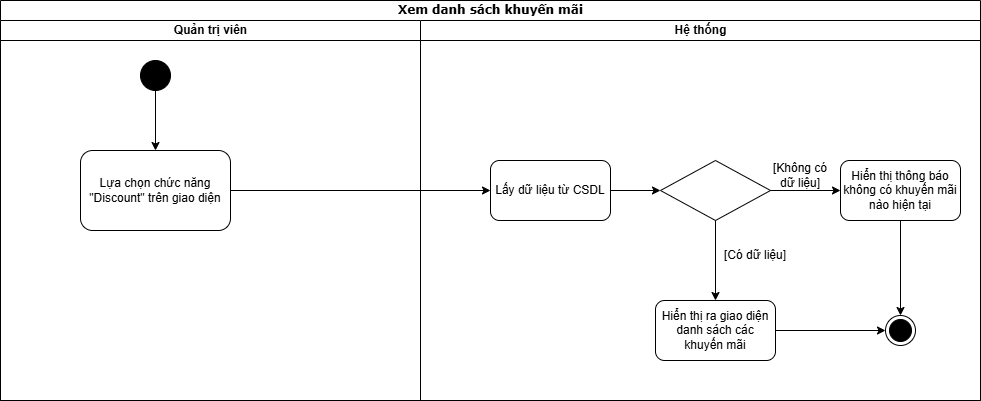 Xem danh sách khuyến mãi
Quản trị viên
Hệ thống
Lựa chọn chức năng
"Discount" trên giao diện
Lấy dữ liệu từ CSDL
[Không có
dữ liệu]
Hiển thị thông báo
không có khuyến mãi
nảo hiện tại
[Có dữ liệu]
Hiển thị ra giao diện
danh sách các
khuyến mãi